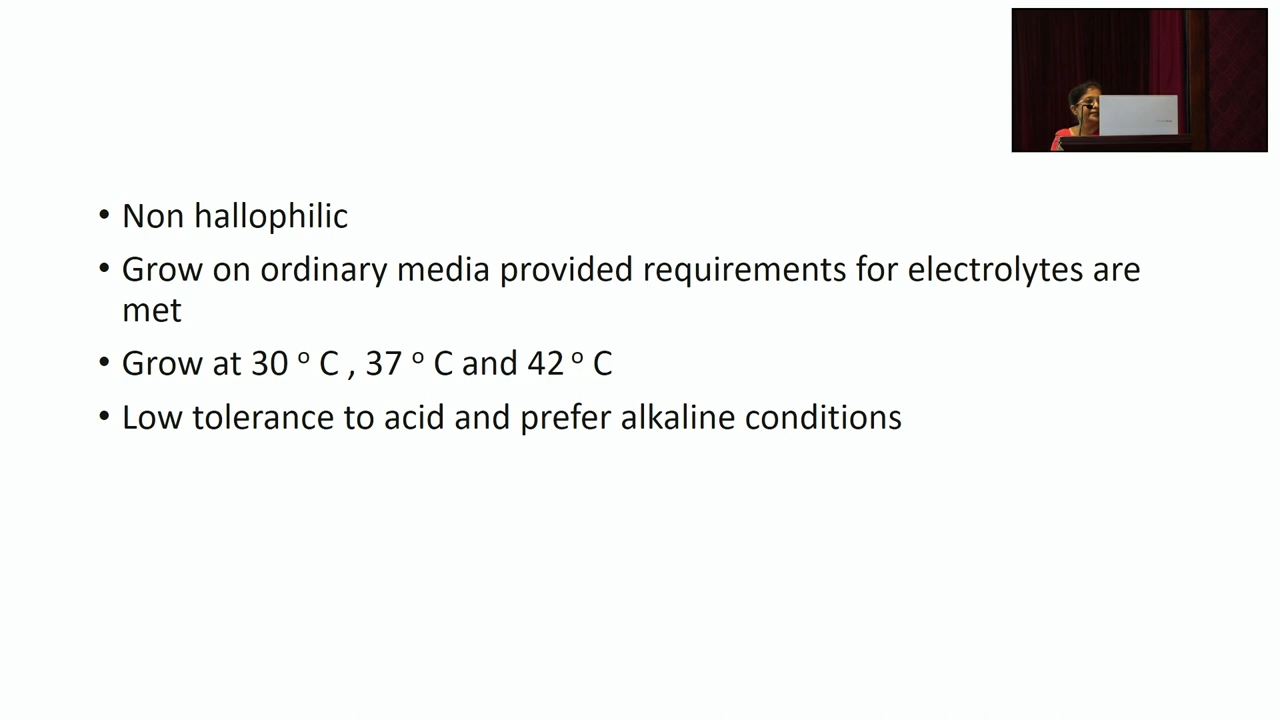 • Non hallophilic
• Grow on ordinary media provided requirements for electrolytes are
met
• Grow at 30 º C , 37 º C and 42 º C
• Low tolerance to acid and prefer alkaline conditions